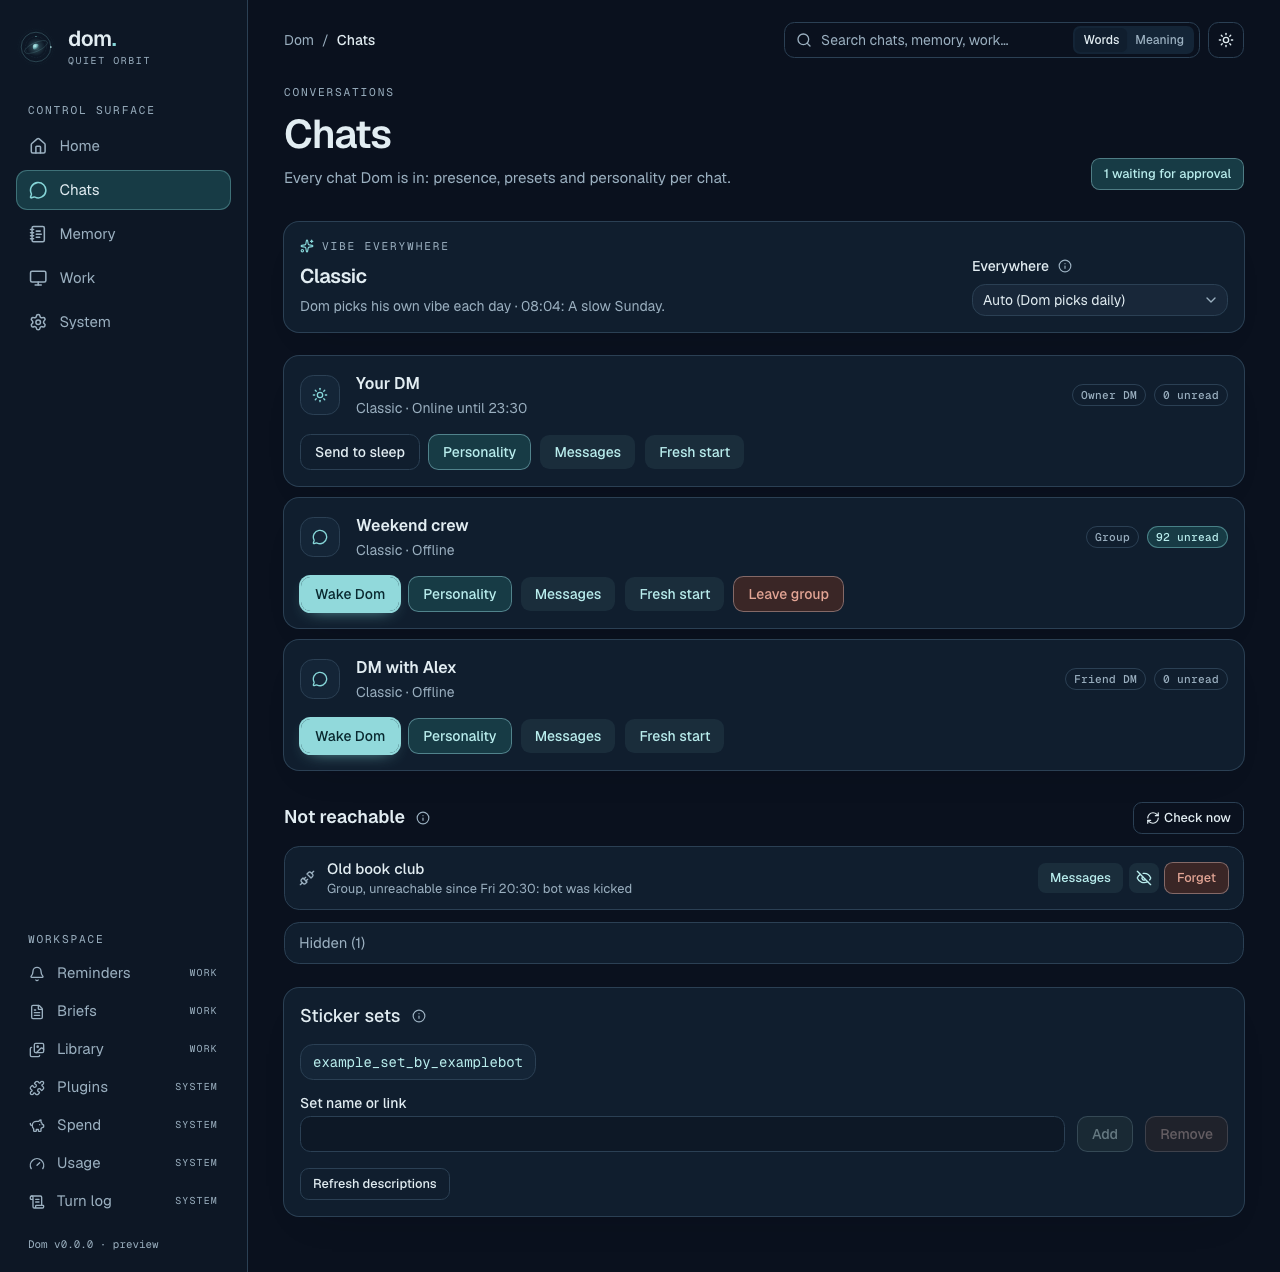 dom.
QUIET ORBIT
CONTROL SURFACE
Home
Chats
Memory
Work
System
WORKSPACE
Reminders WORK
Briefs WORK
Library WORK
Plugins SYSTEM
Spend SYSTEM
Usage SYSTEM
Turn log SYSTEM
Dom v0.0.0 · preview
Dom / Chats
Search chats, memory, work…
Words Meaning
CONVERSATIONS
Chats
Every chat Dom is in: presence, presets and personality per chat.
1 waiting for approval
VIBE EVERYWHERE
Classic
Dom picks his own vibe each day · 08:04: A slow Sunday.
Everywhere
Auto (Dom picks daily)
Your DM
Classic · Online until 23:30
Owner DM 0 unread
Send to sleep Personality Messages Fresh start
Weekend crew
Classic · Offline
Group 92 unread
Wake Dom Personality Messages Fresh start Leave group
DM with Alex
Classic · Offline
Friend DM 0 unread
Wake Dom Personality Messages Fresh start
Not reachable
Check now
Old book club
Group, unreachable since Fri 20:30: bot was kicked
Messages Forget
Hidden (1)
Sticker sets
example_set_by_examplebot
Set name or link
Add Remove
Refresh descriptions